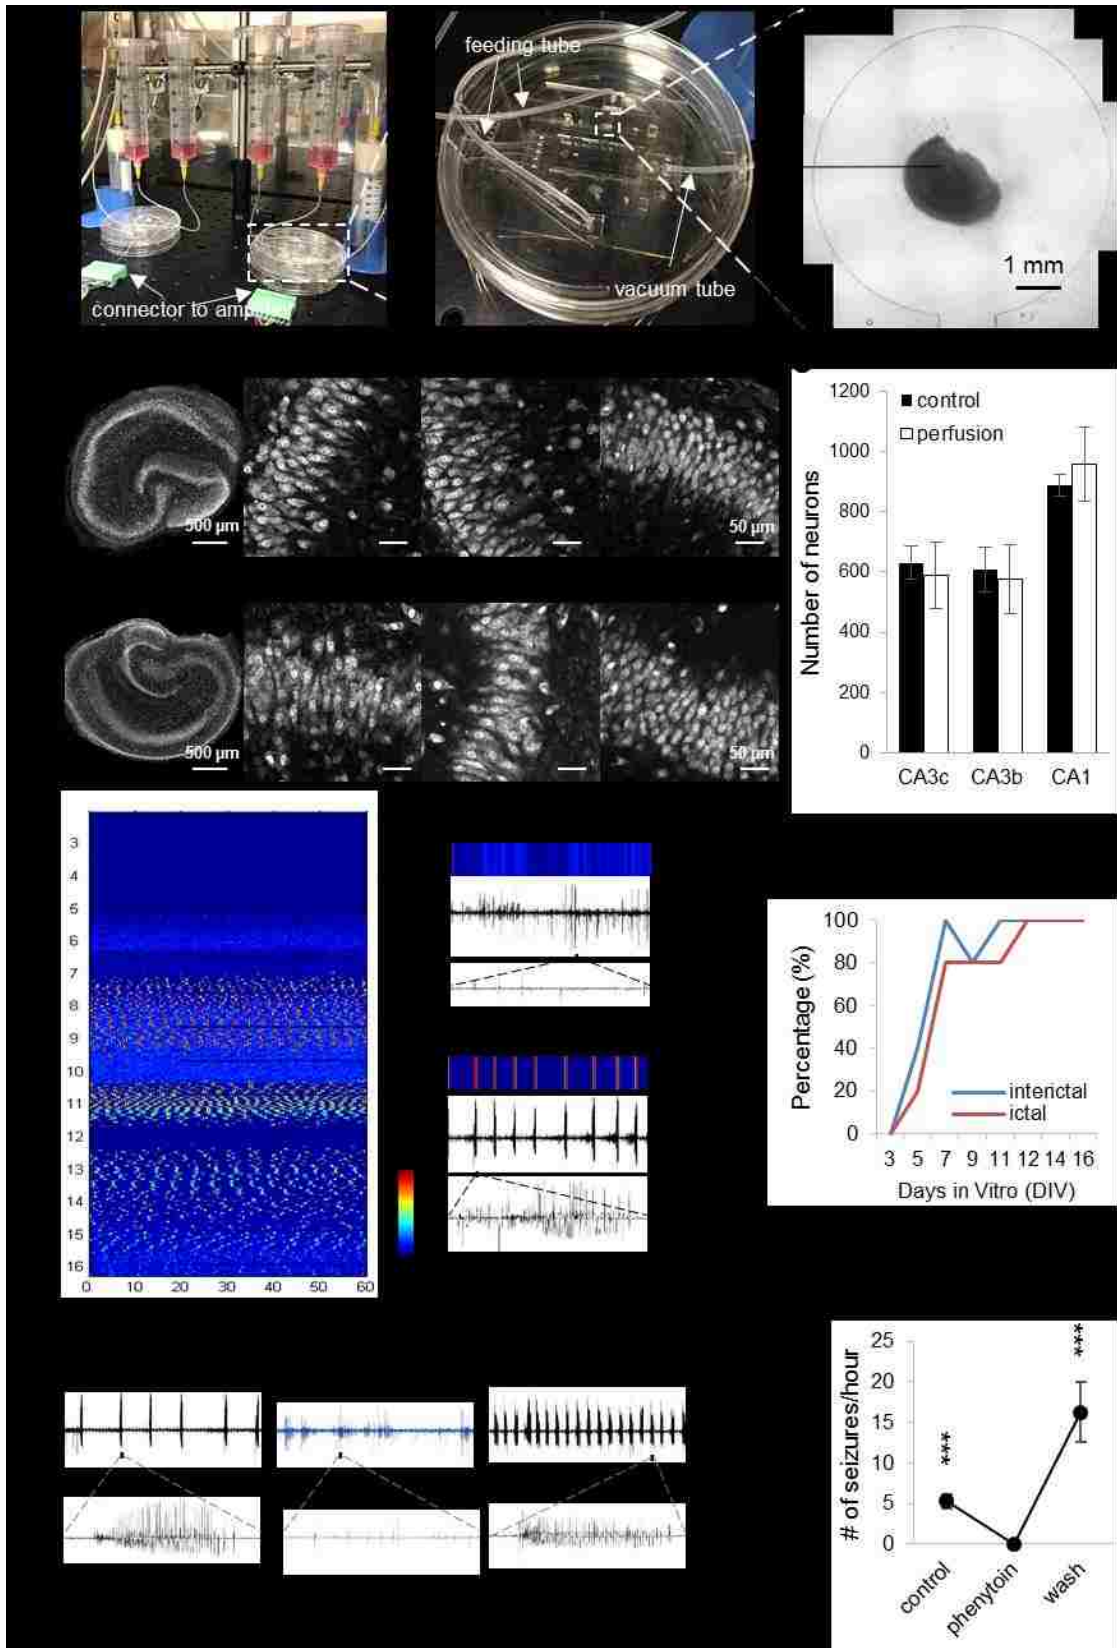 feeding tube
connector to amp
vacuum tube
1 mm
500 µm
50 µm
500 µm
50 µm
1200
1000
800
600
400
200
0
Number of neurons
control
perfusion
CA3c CA3b CA1
3
4
5
6
7
8
9
10
11
12
13
14
15
16
0 10 20 30 40 50 60
100
80
60
40
20
0
Percentage (%)
interictal
ictal
3 5 7 9 11 12 14 16
Days in Vitro (DIV)
25
20
15
10
5
0
# of seizures/hour
***
***
control
phenytoin
wash